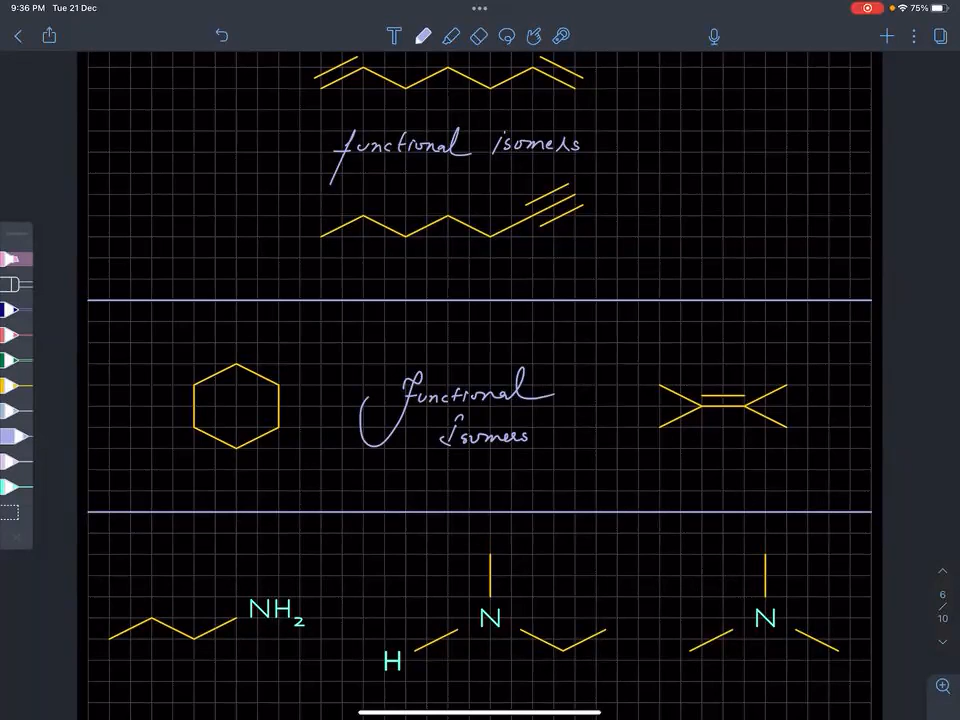 9:36 PM Tue 21 Dec
75%
functional isomers
Functional
Isomers
NH2
N
N
H
6
/
10